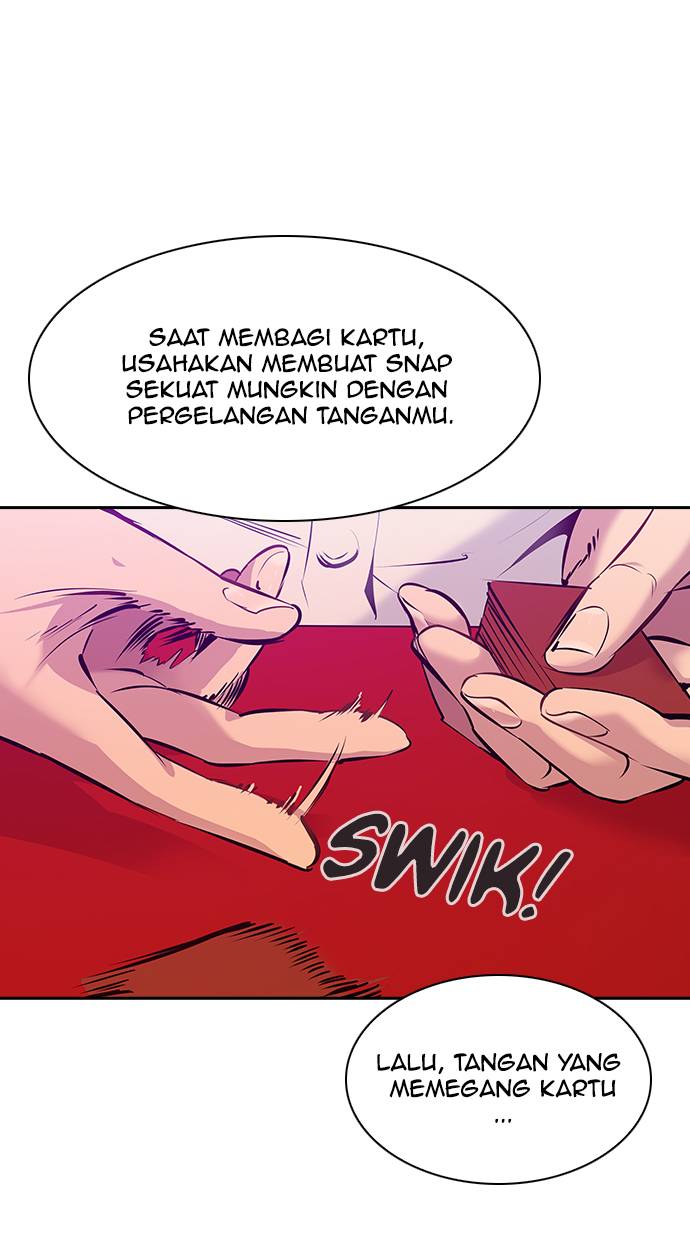 SAAT MEMBAGI KARTU,
USAHAKAN MEMBUAT SNAP
SEKUAT MUNGKIN DENGAN
PERGELANGAN TANGANMU.
SWIK!
LALU, TANGAN YANG
MEMEGANG KARTU
...